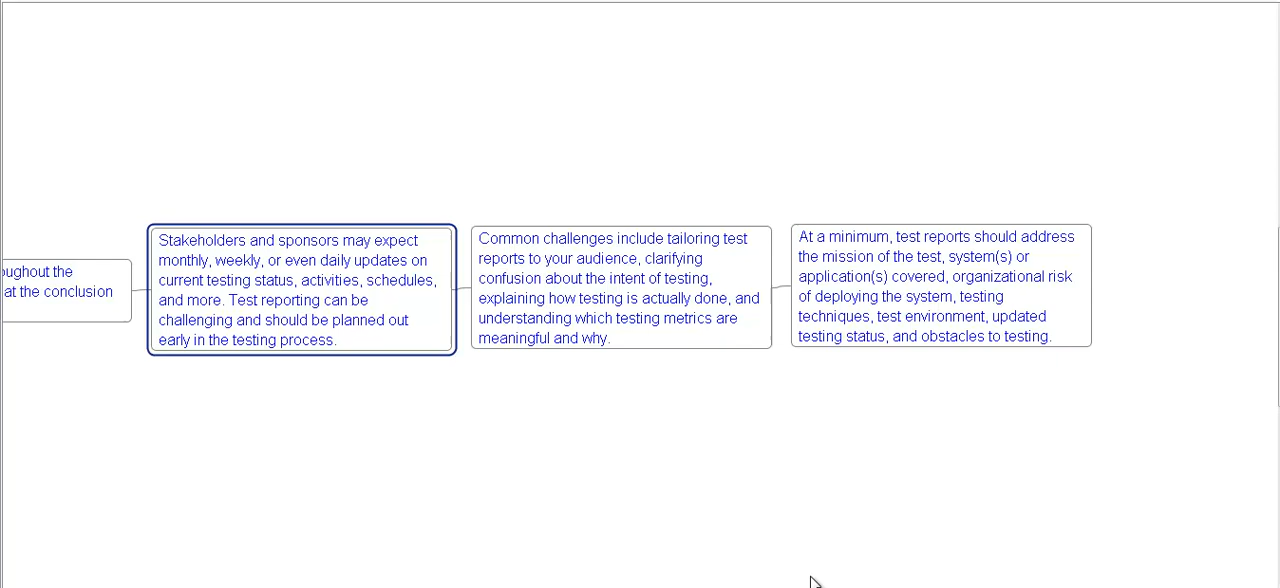 oughout the
at the conclusion
Stakeholders and sponsors may expect
monthly, weekly, or even daily updates on
current testing status, activities, schedules,
and more. Test reporting can be
challenging and should be planned out
early in the testing process.
Common challenges include tailoring test
reports to your audience, clarifying
confusion about the intent of testing,
explaining how testing is actually done, and
understanding which testing metrics are
meaningful and why.
At a minimum, test reports should address
the mission of the test, system(s) or
application(s) covered, organizational risk
of deploying the system, testing
techniques, test environment, updated
testing status, and obstacles to testing.